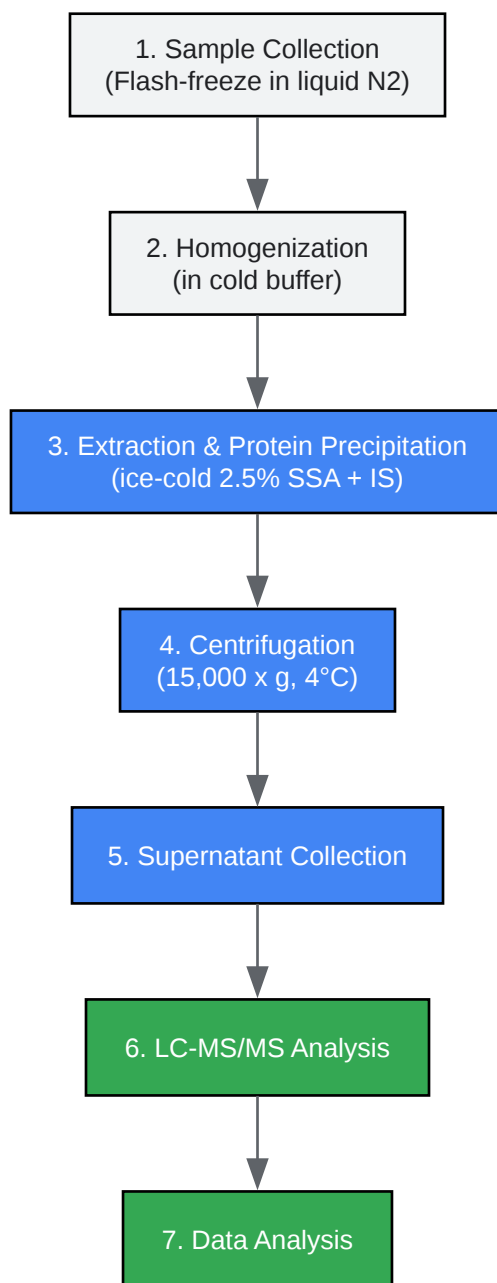 1. Sample Collection
(Flash-freeze in liquid N2)
2. Homogenization
(in cold buffer)
3. Extraction & Protein Precipitation
(ice-cold 2.5% SSA + IS)
4. Centrifugation
(15,000 x g, 4°C)
5. Supernatant Collection
6. LC-MS/MS Analysis
7. Data Analysis